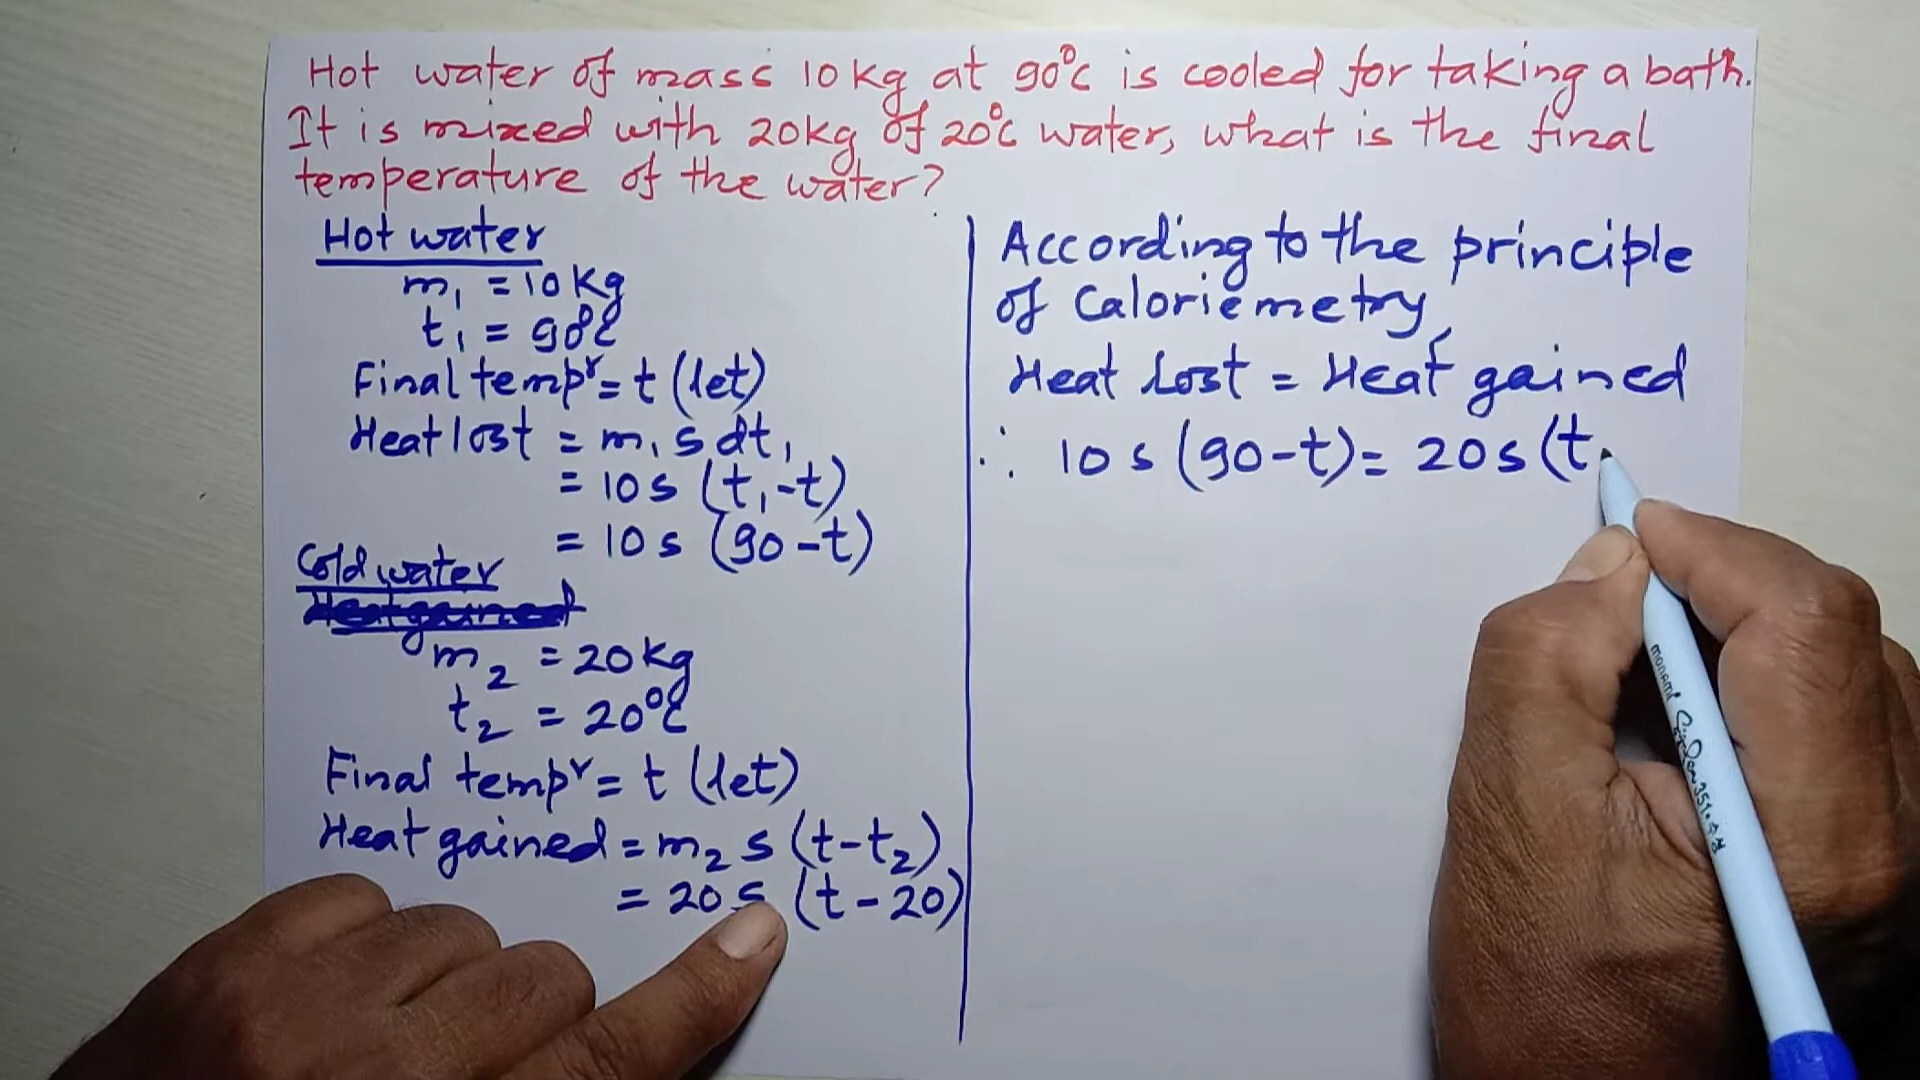 Hot water of mass 10 kg at 90°C is cooled for taking a bath.
It is mixed with 20kg of 20°C water, what is the final
temperature of the water?
Hot water
m₁ = 10 Kg
t₁ = 90°C
Final tempʳ = t (let)
Heat lost = m₁ s dt₁
= 10 s (t₁-t)
= 10 s (90-t)
Cold water
Heat gained
m₂ = 20 kg
t₂ = 20°C
Final tempʳ = t (let)
Heat gained = m₂ s (t-t₂)
= 20 s (t-20)
According to the principle
of Caloriemetry,
Heat Lost = Heat gained
∴ 10 s (90-t) = 20 s (t
monami